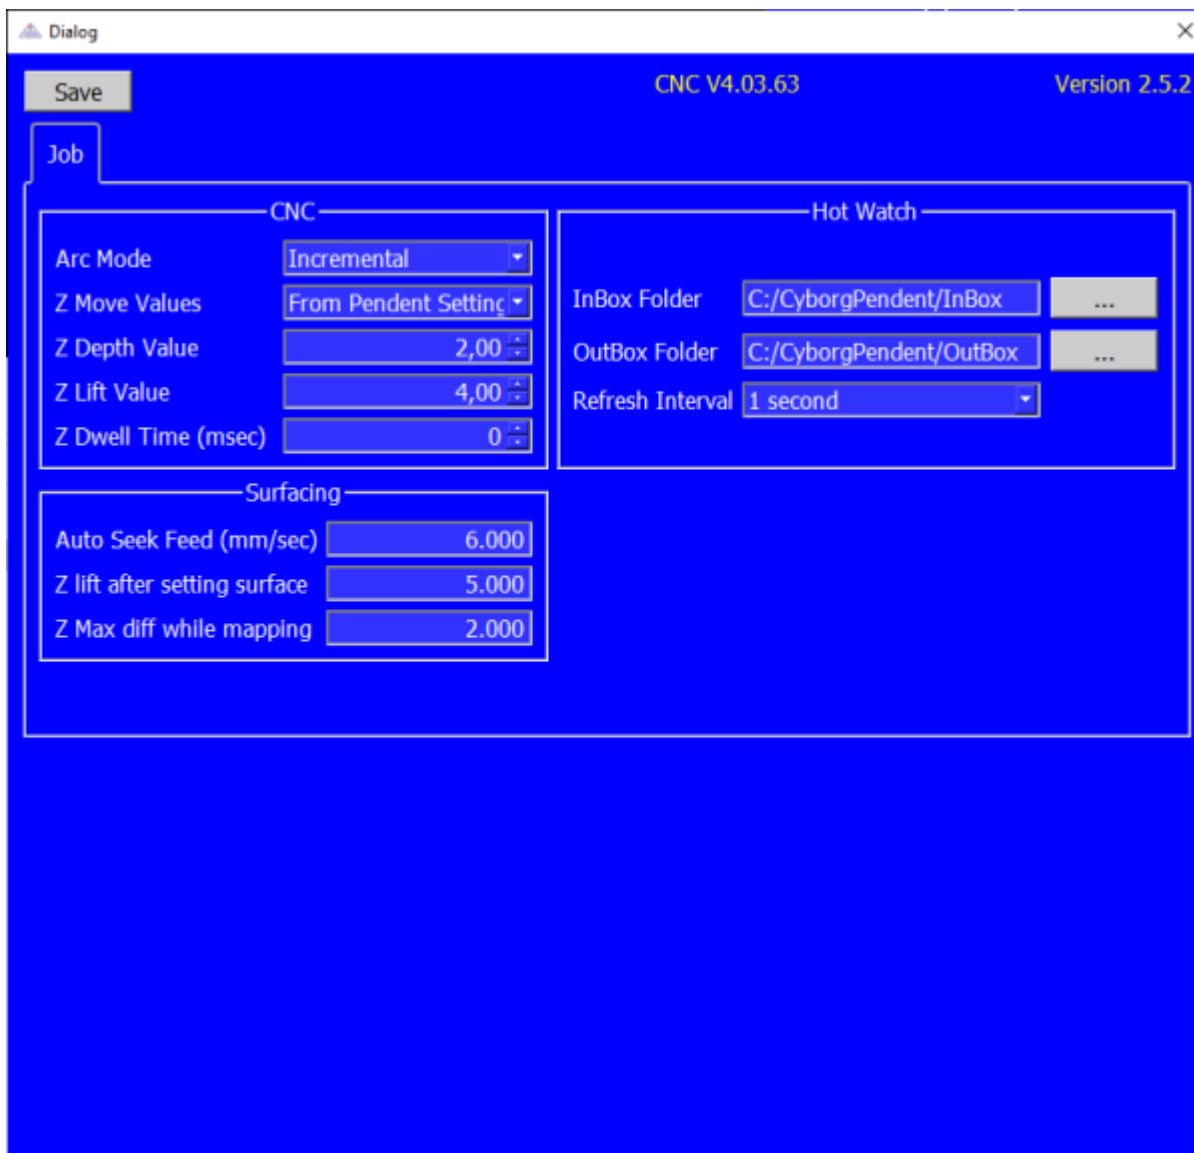 Dialog
Save
CNC V4.03.63
Version 2.5.2
Job
CNC
Arc Mode Incremental
Z Move Values From Pendent Setting
Z Depth Value 2,00
Z Lift Value 4,00
Z Dwell Time (msec) 0
Hot Watch
InBox Folder C:/CyborgPendent/InBox ...
OutBox Folder C:/CyborgPendent/OutBox ...
Refresh Interval 1 second
Surfacing
Auto Seek Feed (mm/sec) 6.000
Z lift after setting surface 5.000
Z Max diff while mapping 2.000